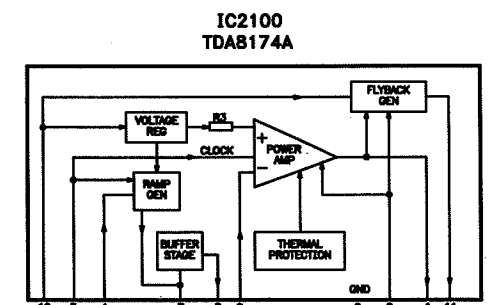 IC2100
TDA8174A
FLYBACK
GEN
VOLTAGE
REG
R3
CLOCK
+
POWER
AMP
−
RAMP
GEN
BUFFER
STAGE
THERMAL
PROTECTION
GND